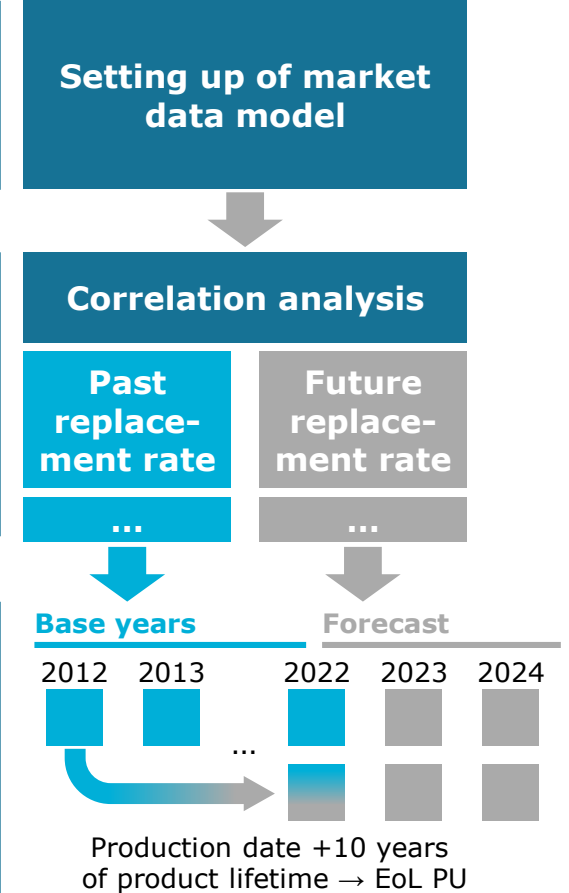 Setting up of market
data model
Correlation analysis
Past
replace-
ment rate
Future
replace-
ment rate
...
...
Base years
Forecast
2012 2013 2022 2023 2024
...
Production date +10 years
of product lifetime → EoL PU